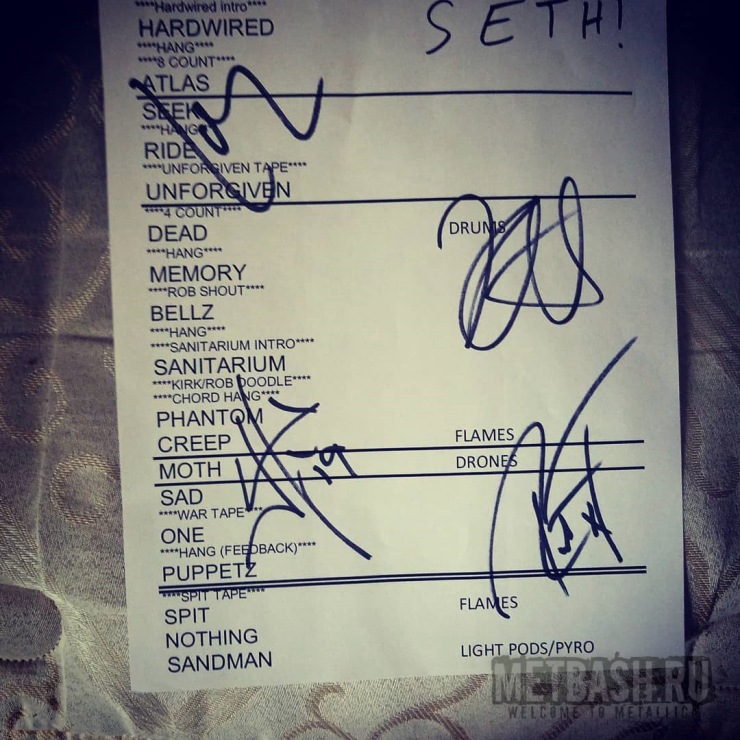 ****Hardwired intro****
SETH!
HARDWIRED
****HANG****
****8 COUNT****
ATLAS
SEEK
****HANG****
RIDE
****UNFORGIVEN TAPE****
UNFORGIVEN
****4 COUNT****
DEAD DRUMS
****HANG****
MEMORY
****ROB SHOUT****
BELLZ
****HANG****
****SANITARIUM INTRO****
SANITARIUM
****KIRK/ROB DOODLE****
****CHORD HANG****
PHANTOM
CREEP FLAMES
MOTH DRONES
SAD
****WAR TAPE****
ONE
****HANG (FEEDBACK)****
PUPPETZ
****SPIT TAPE****
SPIT FLAMES
NOTHING
SANDMAN LIGHT PODS/PYRO
METBASH.RU
WELCOME TO METALLICA